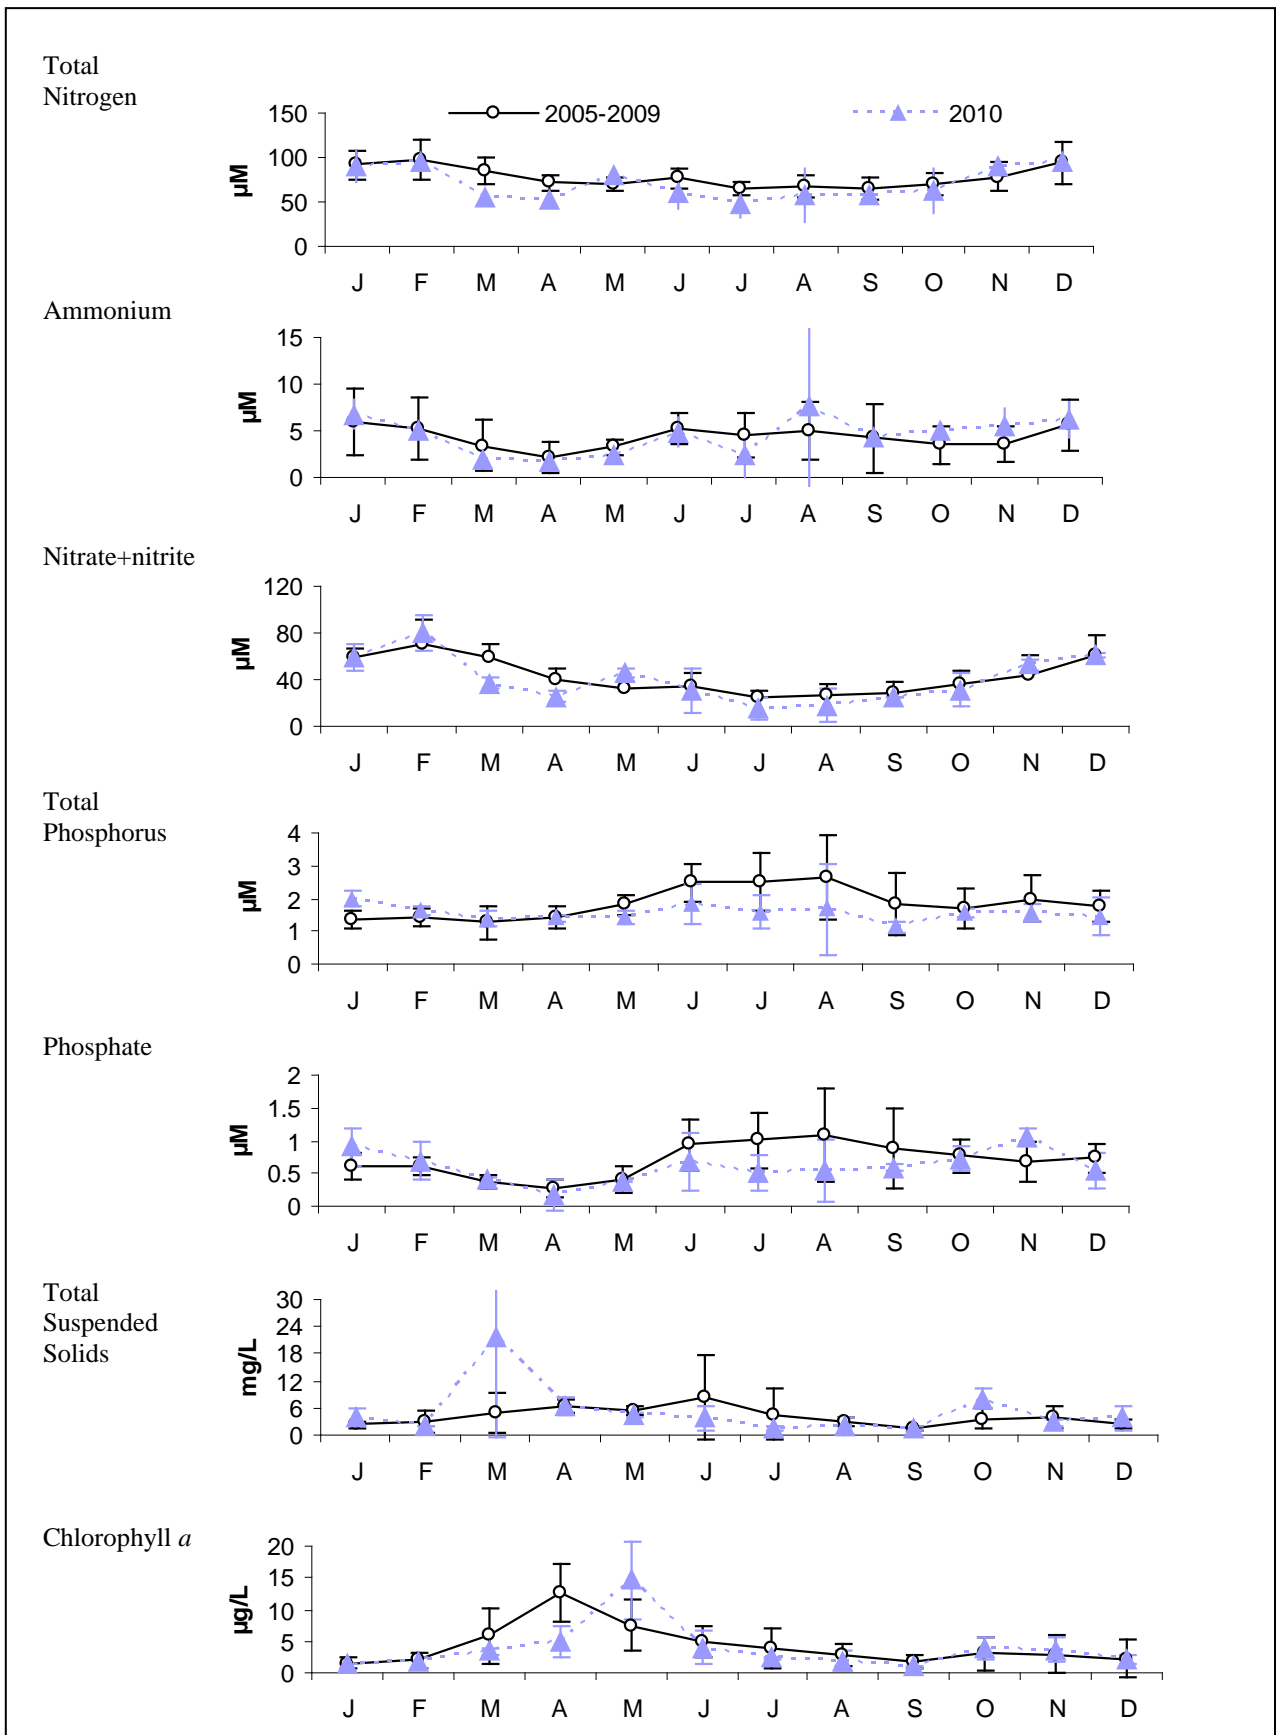 Total
Nitrogen
2005-2009 2010
150
100
50
0
µM
J F M A M J J A S O N D
Ammonium
15
10
5
0
µM
J F M A M J J A S O N D
Nitrate+nitrite
120
80
40
0
µM
J F M A M J J A S O N D
Total
Phosphorus
4
3
2
1
0
µM
J F M A M J J A S O N D
Phosphate
2
1.5
1
0.5
0
µM
J F M A M J J A S O N D
Total
Suspended
Solids
30
24
18
12
6
0
mg/L
J F M A M J J A S O N D
Chlorophyll a
20
15
10
5
0
µg/L
J F M A M J J A S O N D